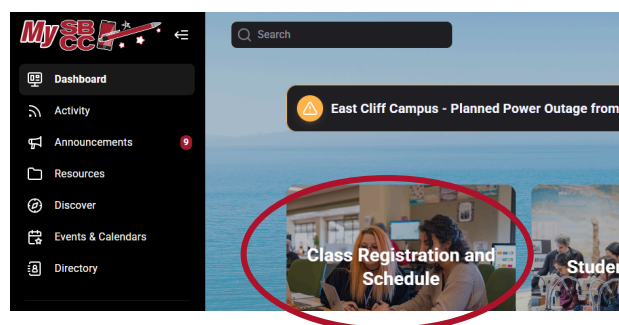 My SB
CC
Search
Dashboard
Activity
Announcements 9
Resources
Discover
Events & Calendars
Directory
East Cliff Campus - Planned Power Outage from
Class Registration and
Schedule